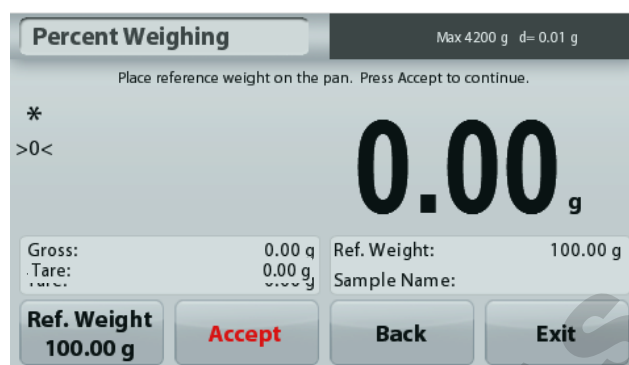 Percent Weighing
Max 4200 g d= 0.01 g
Place reference weight on the pan. Press Accept to continue.
*
>0<
0.00 g
Gross: 0.00 g
Ref. Weight: 100.00 g
Tare: 0.00 g
Sample Name:
Ref. Weight
100.00 g
Accept
Back
Exit